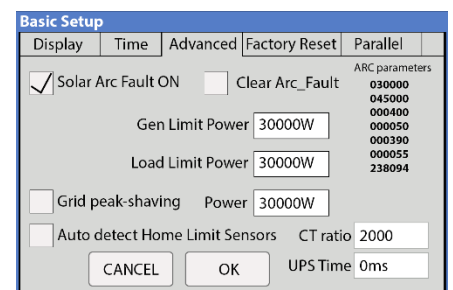 Basic Setup
Display Time Advanced Factory Reset Parallel
ARC parameters
Solar Arc Fault ON Clear Arc_Fault 030000
045000
000400
Gen Limit Power 30000W 000050
000390
000055
Load Limit Power 30000W 238094
Grid peak-shaving Power 30000W
Auto detect Home Limit Sensors CT ratio 2000
CANCEL OK UPS Time 0ms